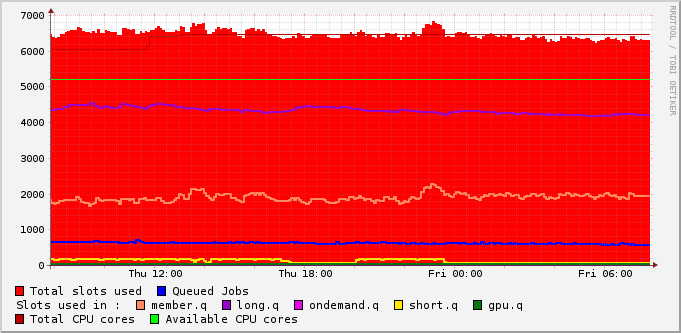 7000
6000
5000
4000
3000
2000
1000
0
Thu 12:00 Thu 18:00 Fri 00:00 Fri 06:00
Total slots used Queued Jobs
Slots used in : member.q long.q ondemand.q short.q gpu.q
Total CPU cores Available CPU cores
RRDTOOL / TOBI OETIKER